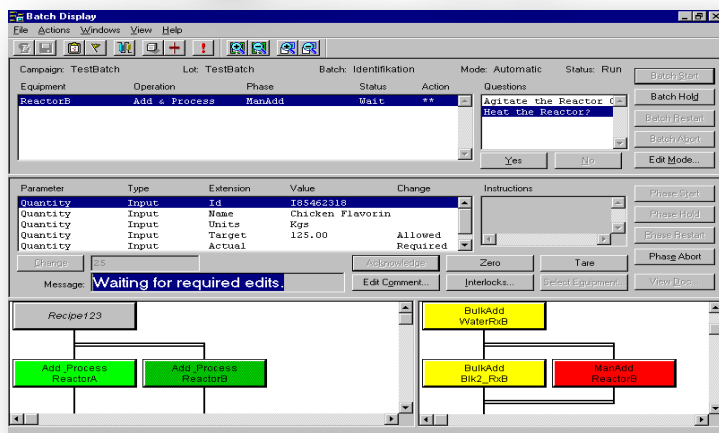 Batch Display
File Actions Windows View Help
Campaign: TestBatch Lot: TestBatch Batch: Identifikation Mode: Automatic Status: Run
Batch Start
Equipment Operation Phase Status Action Questions
ReactorB Add & Process ManAdd Wait **
Agitate the Reactor
Heat the Reactor?
Batch Hold
Batch Restart
Batch Abort
Yes No Edit Mode...
Parameter Type Extension Value Change Instructions
Quantity Input Id I85462318
Quantity Input Name Chicken Flavorin
Quantity Input Units Kgs
Quantity Input Target 125.00 Allowed
Quantity Input Actual Required
Phase Start
Phase Hold
Phase Restart
Change 25 Acknowledge Zero Tare Phase Abort
Message: Waiting for required edits. Edit Comment... Interlocks... Select Equipment... View Doc...
Recipe123
Add_Process
ReactorA
Add_Process
ReactorB
BulkAdd
WaterRxB
BulkAdd
Blk2_RxB
ManAdd
ReactorB